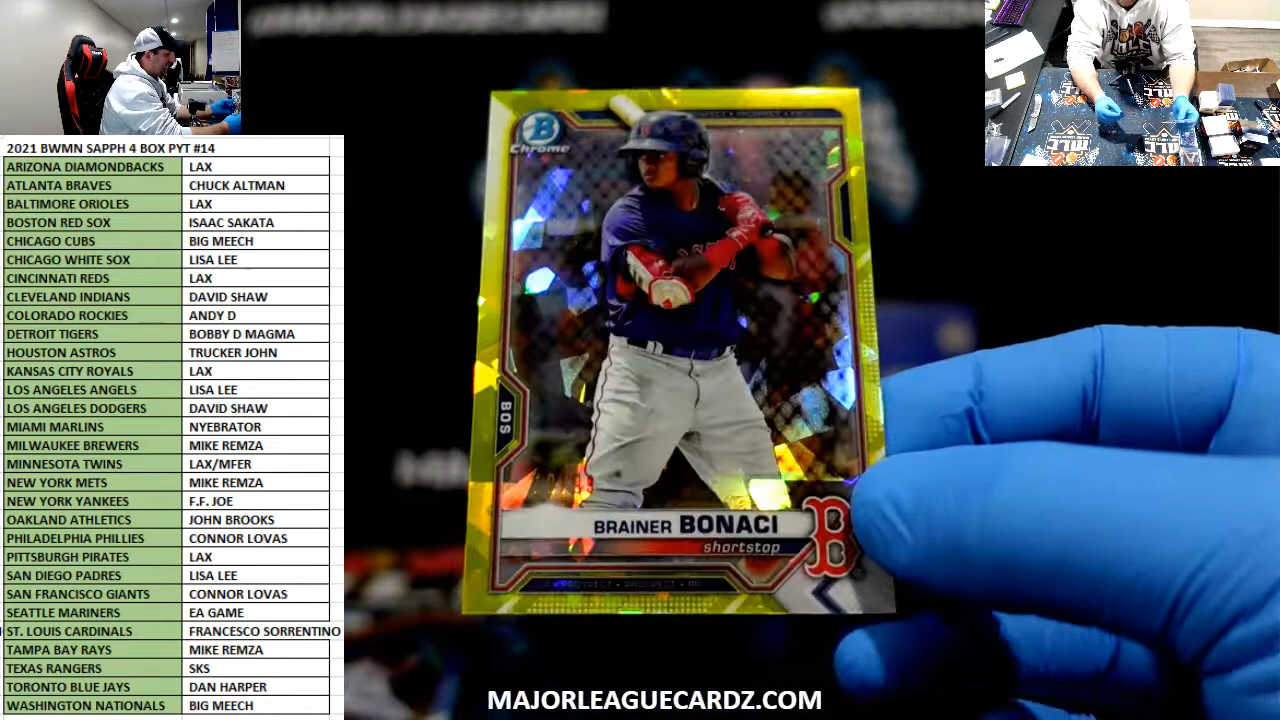 2021 BWMN SAPPH 4 BOX PYT #14
ARIZONA DIAMONDBACKS LAX
ATLANTA BRAVES CHUCK ALTMAN
BALTIMORE ORIOLES LAX
BOSTON RED SOX ISAAC SAKATA
CHICAGO CUBS BIG MEECH
CHICAGO WHITE SOX LISA LEE
CINCINNATI REDS LAX
CLEVELAND INDIANS DAVID SHAW
COLORADO ROCKIES ANDY D
DETROIT TIGERS BOBBY D MAGMA
HOUSTON ASTROS TRUCKER JOHN
KANSAS CITY ROYALS LAX
LOS ANGELES ANGELS LISA LEE
LOS ANGELES DODGERS DAVID SHAW
MIAMI MARLINS NYEBRATOR
MILWAUKEE BREWERS MIKE REMZA
MINNESOTA TWINS LAX/MFER
NEW YORK METS MIKE REMZA
NEW YORK YANKEES F.F. JOE
OAKLAND ATHLETICS JOHN BROOKS
PHILADELPHIA PHILLIES CONNOR LOVAS
PITTSBURGH PIRATES LAX
SAN DIEGO PADRES LISA LEE
SAN FRANCISCO GIANTS CONNOR LOVAS
SEATTLE MARINERS EA GAME
ST. LOUIS CARDINALS FRANCESCO SORRENTINO
TAMPA BAY RAYS MIKE REMZA
TEXAS RANGERS SKS
TORONTO BLUE JAYS DAN HARPER
WASHINGTON NATIONALS BIG MEECH
B
Chrome
BOS
BRAINER BONACI
shortstop
B
MAJORLEAGUECARDZ.COM